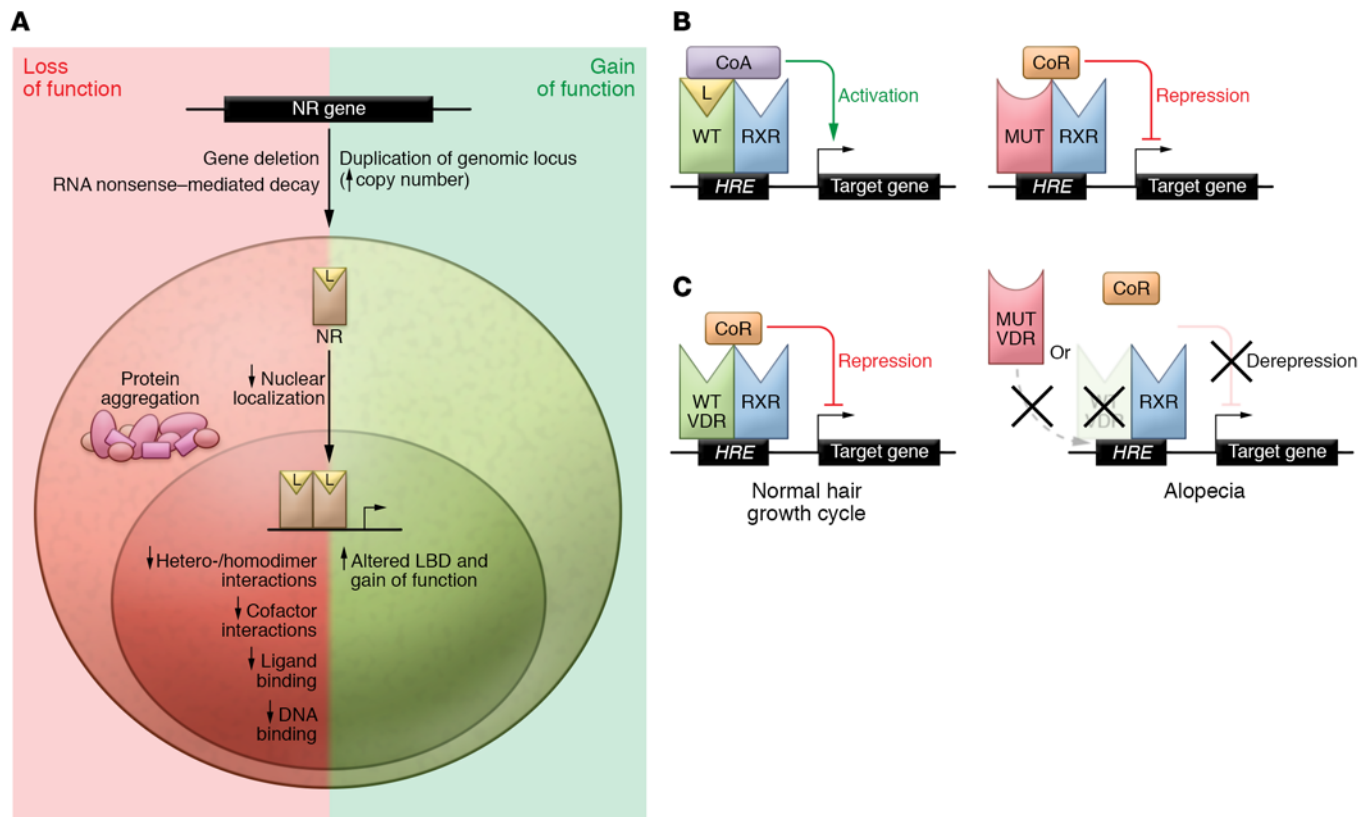 A
Loss
of function
Gain
of function
NR gene
Gene deletion
RNA nonsense–mediated decay
Duplication of genomic locus
(↑copy number)
L
NR
↓ Nuclear
localization
Protein
aggregation
L L
↓Hetero-/homodimer
interactions
↓Cofactor
interactions
↓Ligand
binding
↓DNA
binding
↑Altered LBD and
gain of function
B
CoA
L
WT RXR
Activation
HRE Target gene
CoR
MUT RXR
Repression
HRE Target gene
C
CoR
WT
VDR
RXR
Repression
HRE Target gene
Normal hair
growth cycle
MUT
VDR
Or
CoR
WT
VDR
RXR
Derepression
HRE Target gene
Alopecia